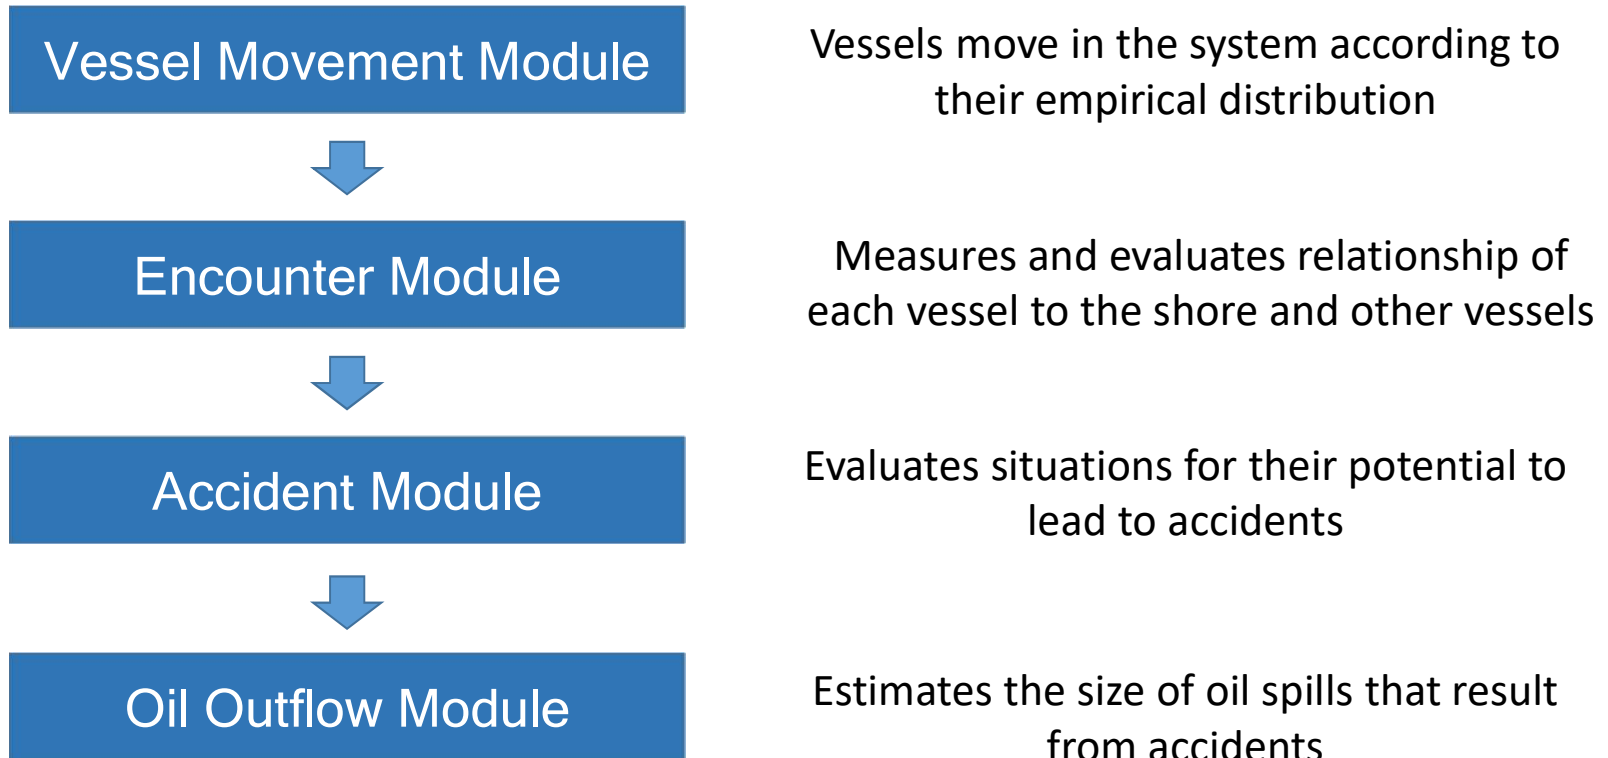 Vessel Movement Module
Vessels move in the system according to
their empirical distribution
Encounter Module
Measures and evaluates relationship of
each vessel to the shore and other vessels
Accident Module
Evaluates situations for their potential to
lead to accidents
Oil Outflow Module
Estimates the size of oil spills that result
from accidents